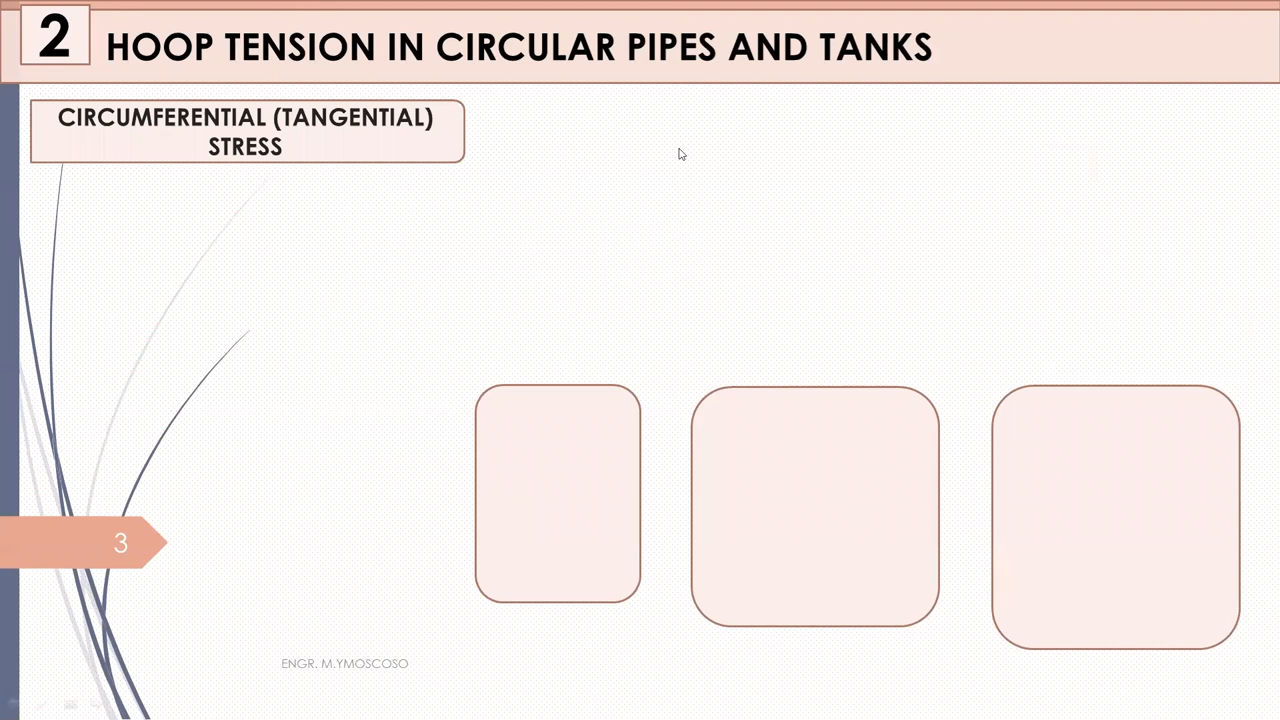 2
HOOP TENSION IN CIRCULAR PIPES AND TANKS
CIRCUMFERENTIAL (TANGENTIAL)
STRESS
3
ENGR. M.YMOSCOSO